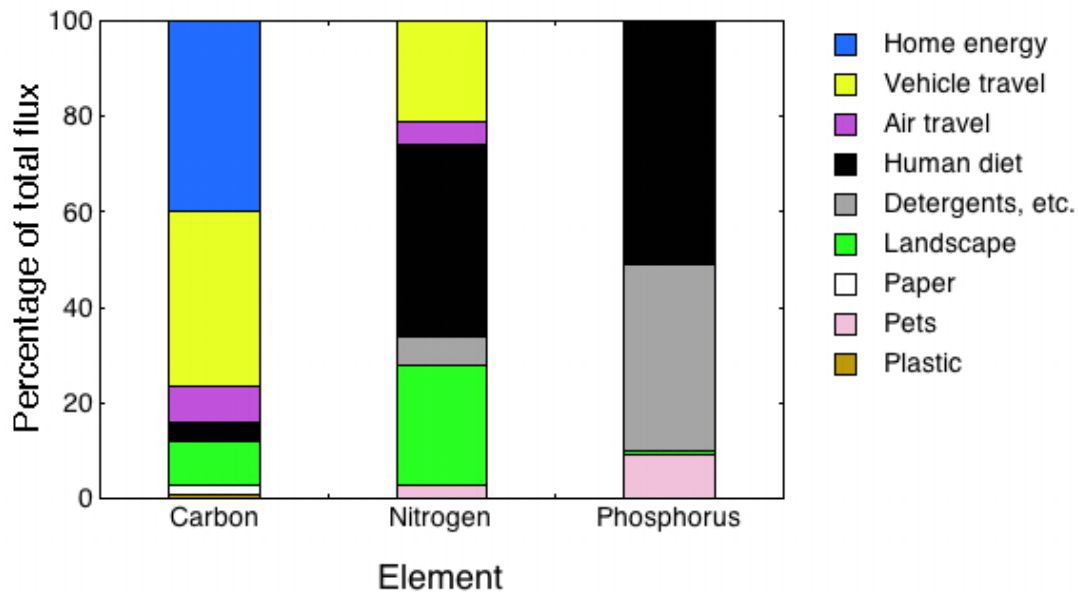 Percentage of total flux
100
80
60
40
20
0
Carbon Nitrogen Phosphorus
Element
Home energy
Vehicle travel
Air travel
Human diet
Detergents, etc.
Landscape
Paper
Pets
Plastic